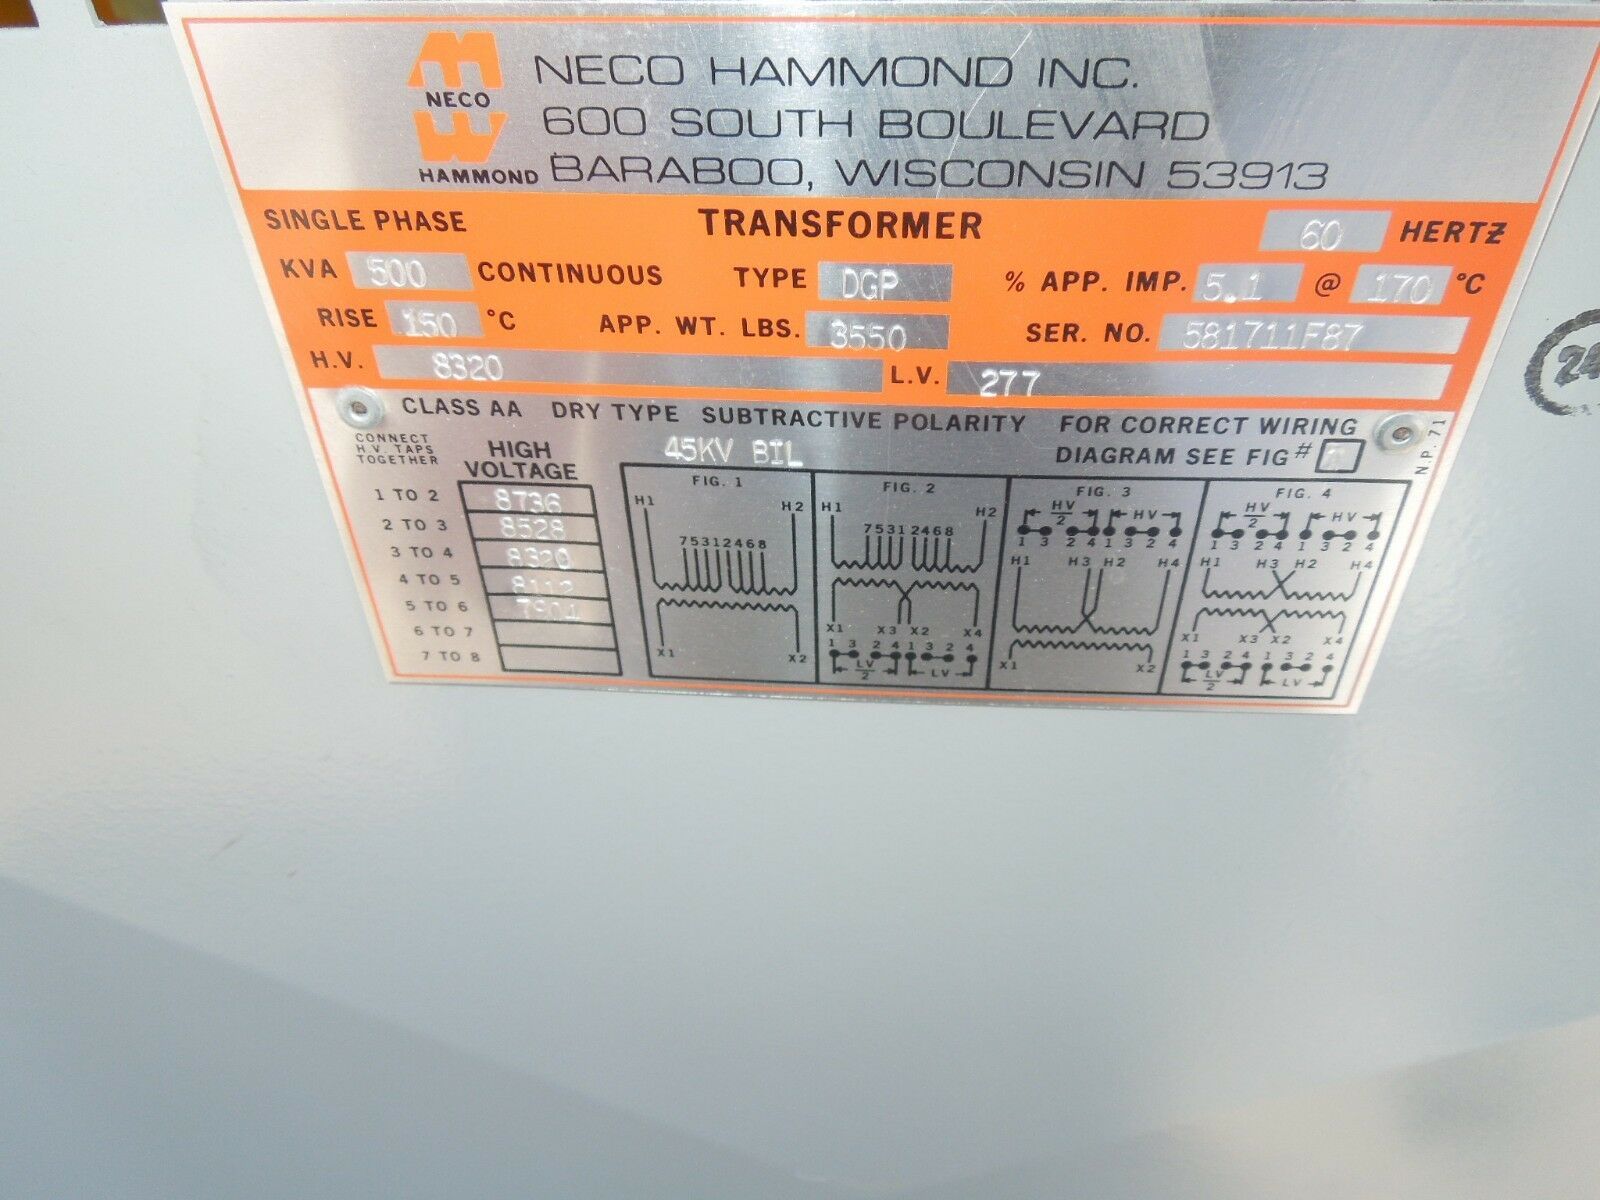 NECO
HAMMOND
NECO HAMMOND INC.
600 SOUTH BOULEVARD
BARABOO, WISCONSIN 53913
SINGLE PHASE TRANSFORMER 60 HERTZ
KVA 500 CONTINUOUS TYPE DGP % APP. IMP. 5.1 @ 170 °C
RISE 150 °C APP. WT. LBS. 3550 SER. NO. 581711F87
H.V. 8320 L.V. 277
CLASS AA DRY TYPE SUBTRACTIVE POLARITY FOR CORRECT WIRING
DIAGRAM SEE FIG #
N.P. 71
45KV BIL
CONNECT
H.V. TAPS
TOGETHER
HIGH
VOLTAGE
1 TO 2 8736
2 TO 3 8528
3 TO 4 8320
4 TO 5 8112
5 TO 6
6 TO 7
7 TO 8
FIG. 1
H1 H2
75312468
X1 X2
FIG. 2
H1 H2
75312468
X1 X3 X2 X4
1 3 2 4 1 3 2 4
LV/2 LV
FIG. 3
HV/2 HV
1 3 2 4 1 3 2 4
H1 H3 H2 H4
X1 X2
FIG. 4
HV/2 HV
1 3 2 4 1 3 2 4
H1 H3 H2 H4
X1 X3 X2 X4
1 3 2 4 1 3 2 4
LV/2 LV